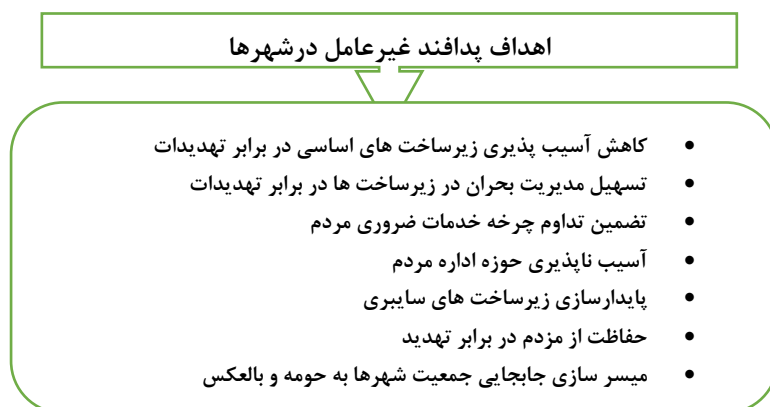 اهداف پدافند غیرعامل درشهرها
• کاهش آسیب پذیری زیرساخت های اساسی در برابر تهدیدات
• تسهیل مدیریت بحران در زیرساخت ها در برابر تهدیدات
• تضمین تداوم چرخه خدمات ضروری مردم
• آسیب ناپذیری حوزه اداره مردم
• پایدارسازی زیرساخت های سایبری
• حفاظت از مزدم در برابر تهدید
• میسر سازی جابجایی جمعیت شهرها به حومه و بالعکس